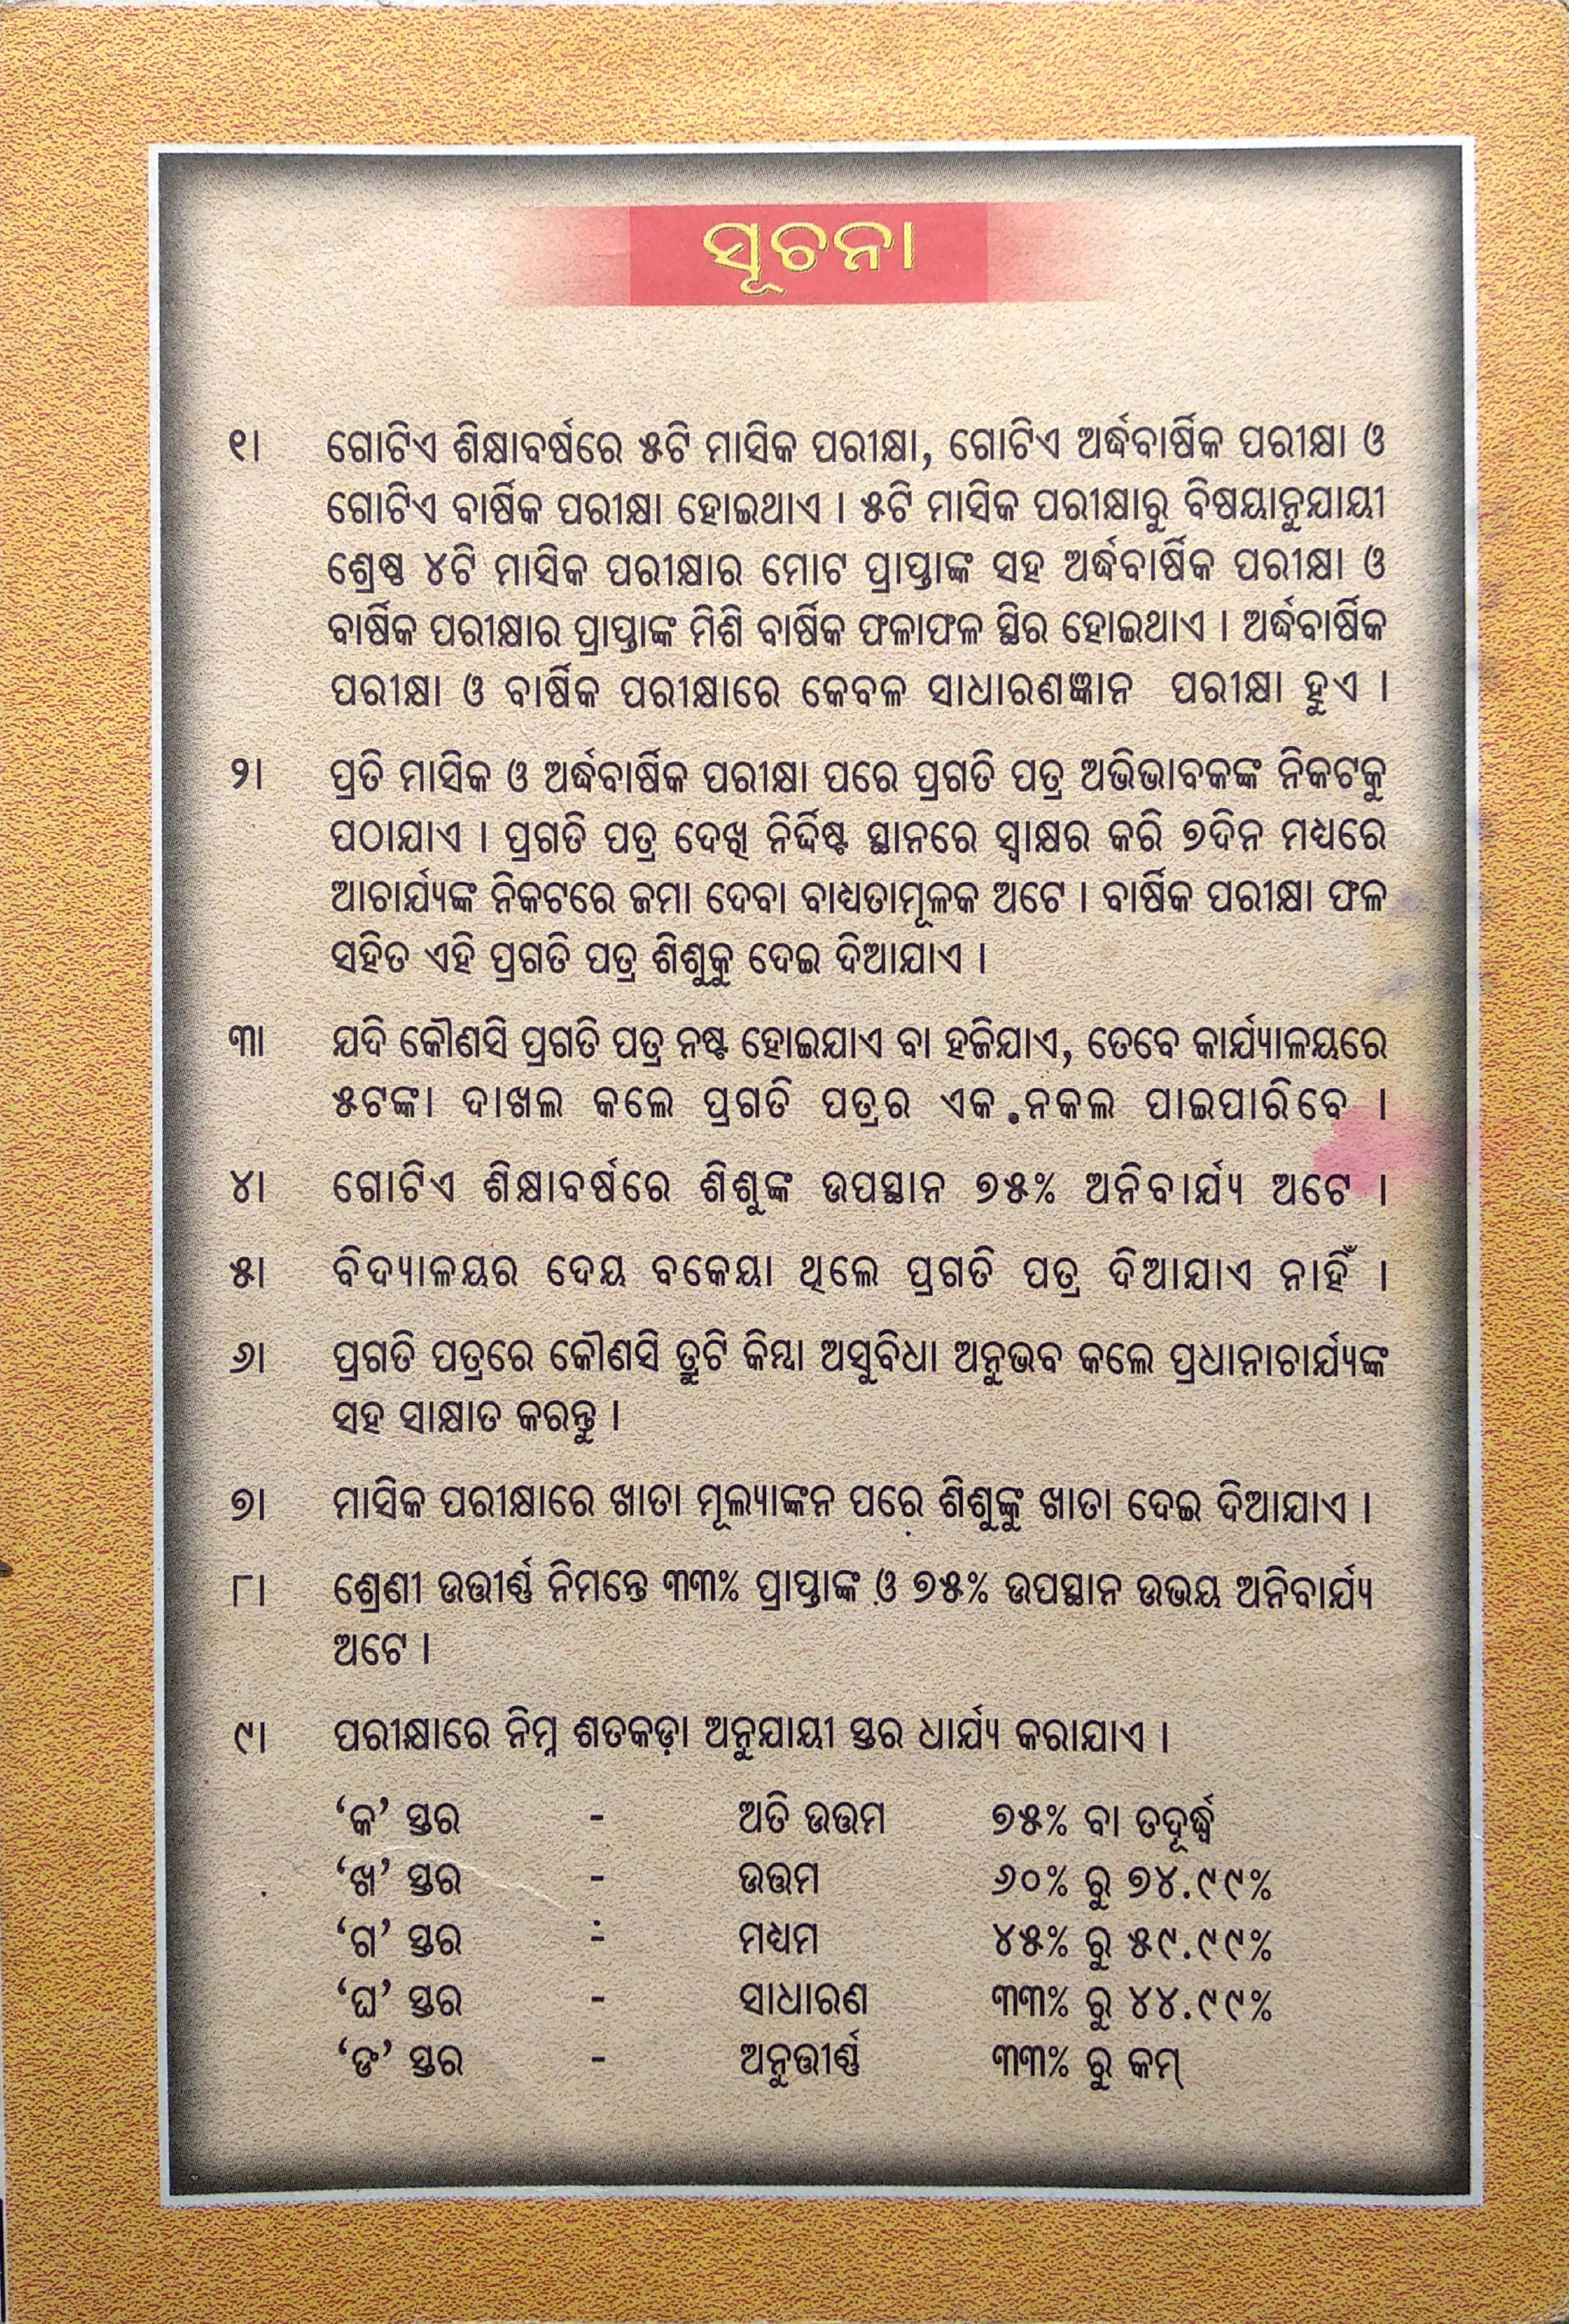 ସୂଚନା
୧। ଗୋଟିଏ ଶିକ୍ଷାବର୍ଷରେ ୫ଟି ମାସିକ ପରୀକ୍ଷା, ଗୋଟିଏ ଅର୍ଦ୍ଧବାର୍ଷିକ ପରୀକ୍ଷା ଓ
ଗୋଟିଏ ବାର୍ଷିକ ପରୀକ୍ଷା ହୋଇଥାଏ । ୫ଟି ମାସିକ ପରୀକ୍ଷାରୁ ବିଷୟାନୁଯାୟୀ
ଶ୍ରେଷ୍ଠ ୪ଟି ମାସିକ ପରୀକ୍ଷାର ମୋଟ ପ୍ରାପ୍ତାଙ୍କ ସହ ଅର୍ଦ୍ଧବାର୍ଷିକ ପରୀକ୍ଷା ଓ
ବାର୍ଷିକ ପରୀକ୍ଷାର ପ୍ରାପ୍ତାଙ୍କ ମିଶି ବାର୍ଷିକ ଫଳାଫଳ ସ୍ଥିର ହୋଇଥାଏ । ଅର୍ଦ୍ଧବାର୍ଷିକ
ପରୀକ୍ଷା ଓ ବାର୍ଷିକ ପରୀକ୍ଷାରେ କେବଳ ସାଧାରଣଜ୍ଞାନ ପରୀକ୍ଷା ହୁଏ ।
୨। ପ୍ରତି ମାସିକ ଓ ଅର୍ଦ୍ଧବାର୍ଷିକ ପରୀକ୍ଷା ପରେ ପ୍ରଗତି ପତ୍ର ଅଭିଭାବକଙ୍କ ନିକଟକୁ
ପଠାଯାଏ । ପ୍ରଗତି ପତ୍ର ଦେଖି ନିର୍ଦ୍ଦିଷ୍ଟ ସ୍ଥାନରେ ସ୍ୱାକ୍ଷର କରି ୭ଦିନ ମଧ୍ୟରେ
ଆଚାର୍ଯ୍ୟଙ୍କ ନିକଟରେ ଜମା ଦେବା ବାଧ୍ୟତାମୂଳକ ଅଟେ । ବାର୍ଷିକ ପରୀକ୍ଷା ଫଳ
ସହିତ ଏହି ପ୍ରଗତି ପତ୍ର ଶିଶୁକୁ ଦେଇ ଦିଆଯାଏ ।
୩। ଯଦି କୌଣସି ପ୍ରଗତି ପତ୍ର ନଷ୍ଟ ହୋଇଯାଏ ବା ହଜିଯାଏ, ତେବେ କାର୍ଯ୍ୟାଳୟରେ
୫ଟଙ୍କା ଦାଖଲ କଲେ ପ୍ରଗତି ପତ୍ରର ଏକ ନକଲ ପାଇପାରିବେ ।
୪। ଗୋଟିଏ ଶିକ୍ଷାବର୍ଷରେ ଶିଶୁଙ୍କ ଉପସ୍ଥାନ ୭୫% ଅନିବାର୍ଯ୍ୟ ଅଟେ ।
୫। ବିଦ୍ୟାଳୟର ଦେୟ ବକେୟା ଥିଲେ ପ୍ରଗତି ପତ୍ର ଦିଆଯାଏ ନାହିଁ ।
୬। ପ୍ରଗତି ପତ୍ରରେ କୌଣସି ତ୍ରୁଟି କିମ୍ବା ଅସୁବିଧା ଅନୁଭବ କଲେ ପ୍ରଧାନାଚାର୍ଯ୍ୟଙ୍କ
ସହ ସାକ୍ଷାତ କରନ୍ତୁ ।
୭। ମାସିକ ପରୀକ୍ଷାରେ ଖାତା ମୂଲ୍ୟାଙ୍କନ ପରେ ଶିଶୁଙ୍କୁ ଖାତା ଦେଇ ଦିଆଯାଏ ।
୮। ଶ୍ରେଣୀ ଉତ୍ତୀର୍ଣ୍ଣ ନିମନ୍ତେ ୩୩% ପ୍ରାପ୍ତାଙ୍କ ଓ ୭୫% ଉପସ୍ଥାନ ଉଭୟ ଅନିବାର୍ଯ୍ୟ
ଅଟେ ।
୯। ପରୀକ୍ଷାରେ ନିମ୍ନ ଶତକଡ଼ା ଅନୁଯାୟୀ ସ୍ତର ଧାର୍ଯ୍ୟ କରାଯାଏ ।
‘କ’ ସ୍ତର - ଅତି ଉତ୍ତମ ୭୫% ବା ତଦୂର୍ଦ୍ଧ୍ୱ
‘ଖ’ ସ୍ତର - ଉତ୍ତମ ୬୦% ରୁ ୭୪.୯୯%
‘ଗ’ ସ୍ତର - ମଧ୍ୟମ ୪୫% ରୁ ୫୯.୯୯%
‘ଘ’ ସ୍ତର - ସାଧାରଣ ୩୩% ରୁ ୪୪.୯୯%
‘ଙ’ ସ୍ତର - ଅନୁତ୍ତୀର୍ଣ୍ଣ ୩୩% ରୁ କମ୍